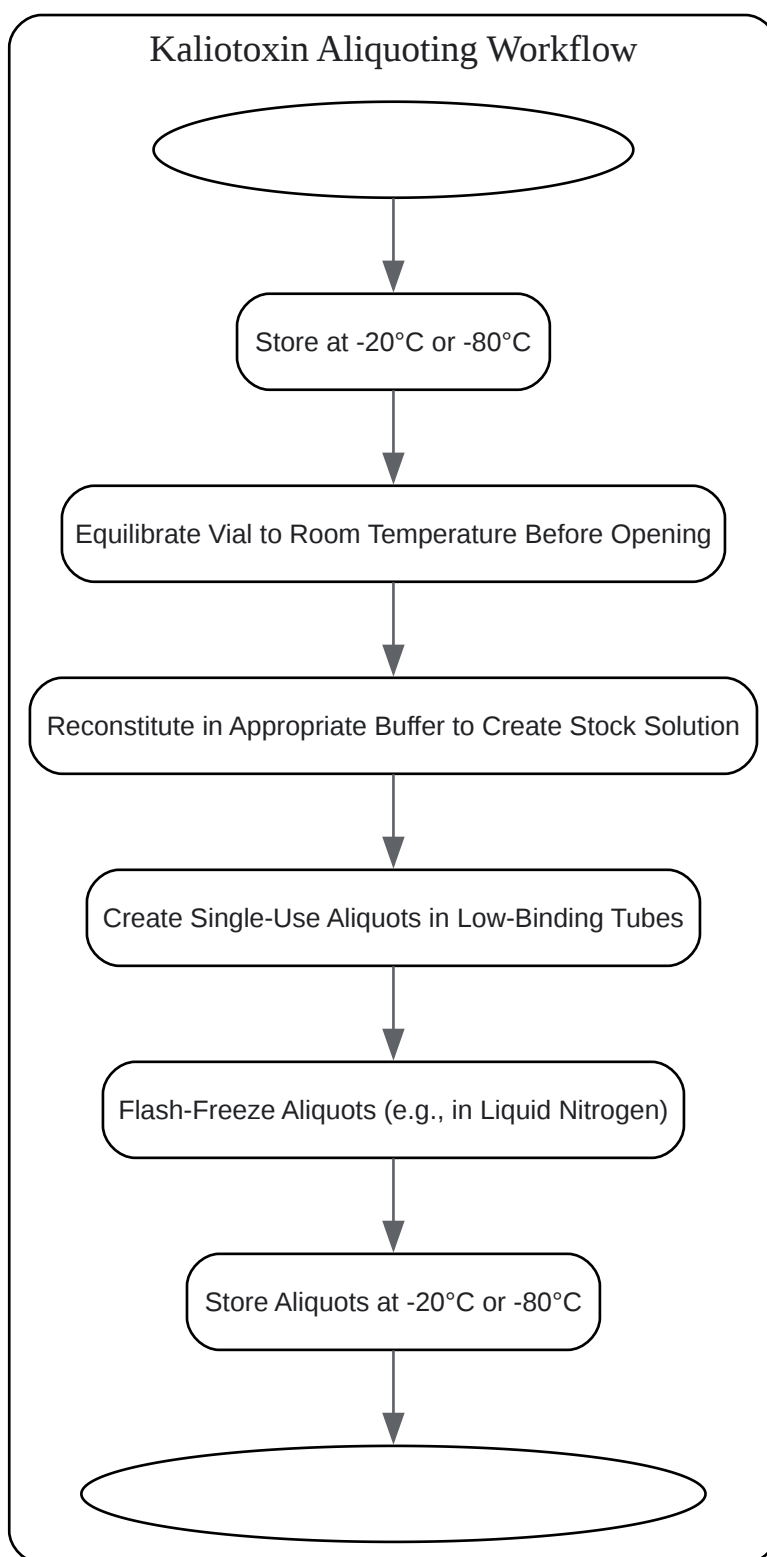 Kaliotoxin Aliquoting Workflow
Store at -20°C or -80°C
Equilibrate Vial to Room Temperature Before Opening
Reconstitute in Appropriate Buffer to Create Stock Solution
Create Single-Use Aliquots in Low-Binding Tubes
Flash-Freeze Aliquots (e.g., in Liquid Nitrogen)
Store Aliquots at -20°C or -80°C